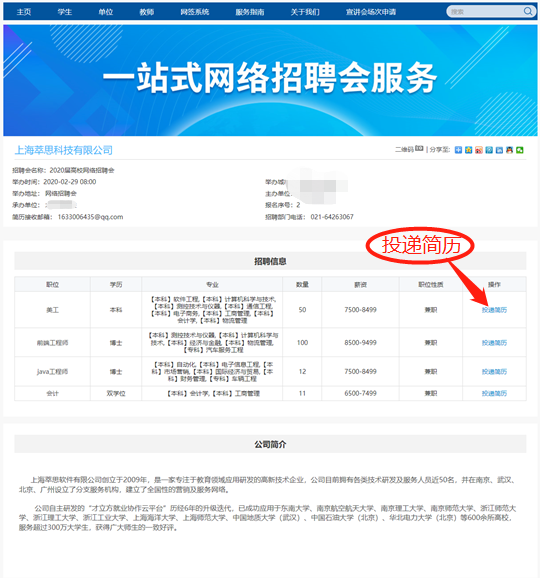 主页 学生 单位 教师 网签系统 服务指南 关于我们 宣讲会场次申请 搜索
一站式网络招聘会服务
上海萃思科技有限公司 二维码 | 分享至:
招聘会名称: 2020届高校网络招聘会
举办时间: 2020-02-29 08:00 举办城
举办地址: 网络招聘会 主办单位:
承办单位: 报名序号: 2
简历接收邮箱: 1633006435@qq.com 招聘部门电话: 021-64263067
投递简历
招聘信息
职位 学历 专业 数量 薪资 职位性质 操作
美工 本科 【本科】软件工程,【本科】计算机科学与技术,【本科】测控技术与仪器,【本科】通信工程,【本科】电子商务,【本科】工商管理,【本科】会计学,【本科】物流管理 50 7500-8499 兼职 投递简历
前端工程师 博士 【本科】测控技术与仪器,【本科】计算机科学与技术,【本科】经济与金融,【本科】物流管理,【专科】汽车服务工程 100 8500-9499 兼职 投递简历
java工程师 博士 【本科】自动化,【本科】电子信息工程,【本科】市场营销,【本科】国际经济与贸易,【本科】财务管理,【专科】车辆工程 12 7500-8499 兼职 投递简历
会计 双学位 【本科】会计学,【本科】工商管理 11 6500-7499 兼职 投递简历
公司简介
上海萃思软件有限公司创立于2009年，是一家专注于教育领域应用研发的高新技术企业，公司目前拥有各类技术研发及服务人员近50名，并在南京、武汉、
北京、广州设立了分支服务机构，建立了全国性的营销及服务网络。
公司自主研发的“才立方就业协作云平台”历经6年的升级迭代，已成功应用于东南大学、南京航空航天大学、南京理工大学、南京师范大学、浙江师范大
学、浙江理工大学、浙江工业大学、上海海洋大学、上海师范大学、中国地质大学（武汉）、中国石油大学（北京）、华北电力大学（北京）等600余所高校，
服务超过300万大学生，获得广大师生的一致好评。